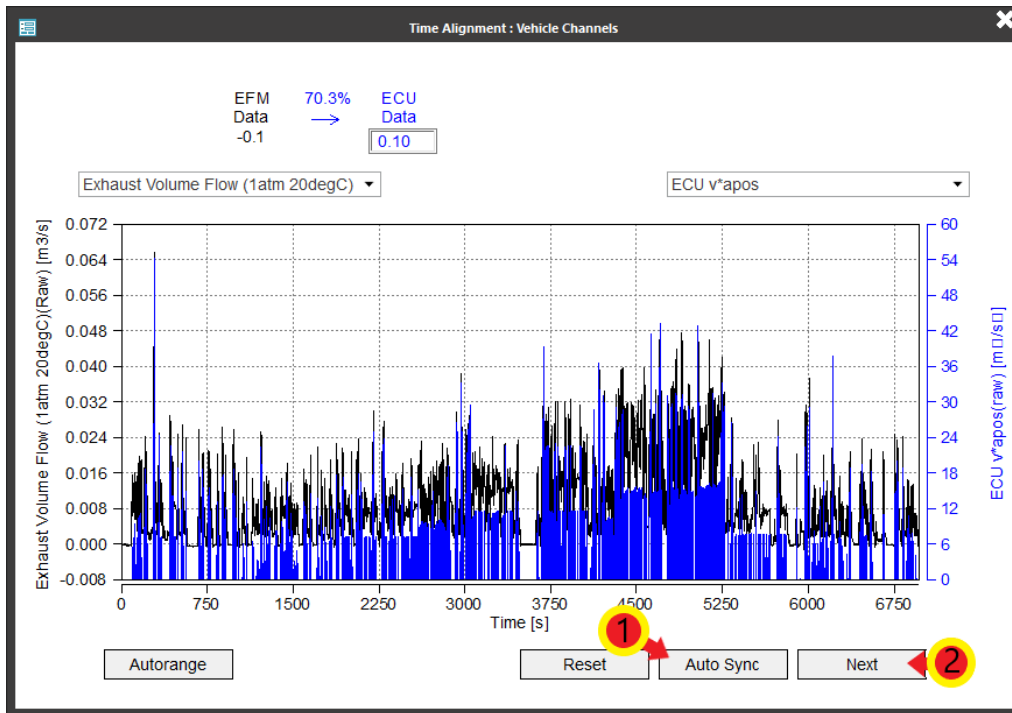 Time Alignment : Vehicle Channels
EFM 70.3% ECU
Data Data
-0.1 0.10
Exhaust Volume Flow (1atm 20degC)
ECU v*apos
Exhaust Volume Flow (1atm 20degC)(Raw) [m3/s]
0.072
0.064
0.056
0.048
0.040
0.032
0.024
0.016
0.008
0.000
-0.008
60
54
48
42
36
30
24
18
12
6
0
ECU v*apos(raw) [m□/s□]
0 750 1500 2250 3000 3750 4500 5250 6000 6750
Time [s]
1
Autorange Reset Auto Sync Next
2